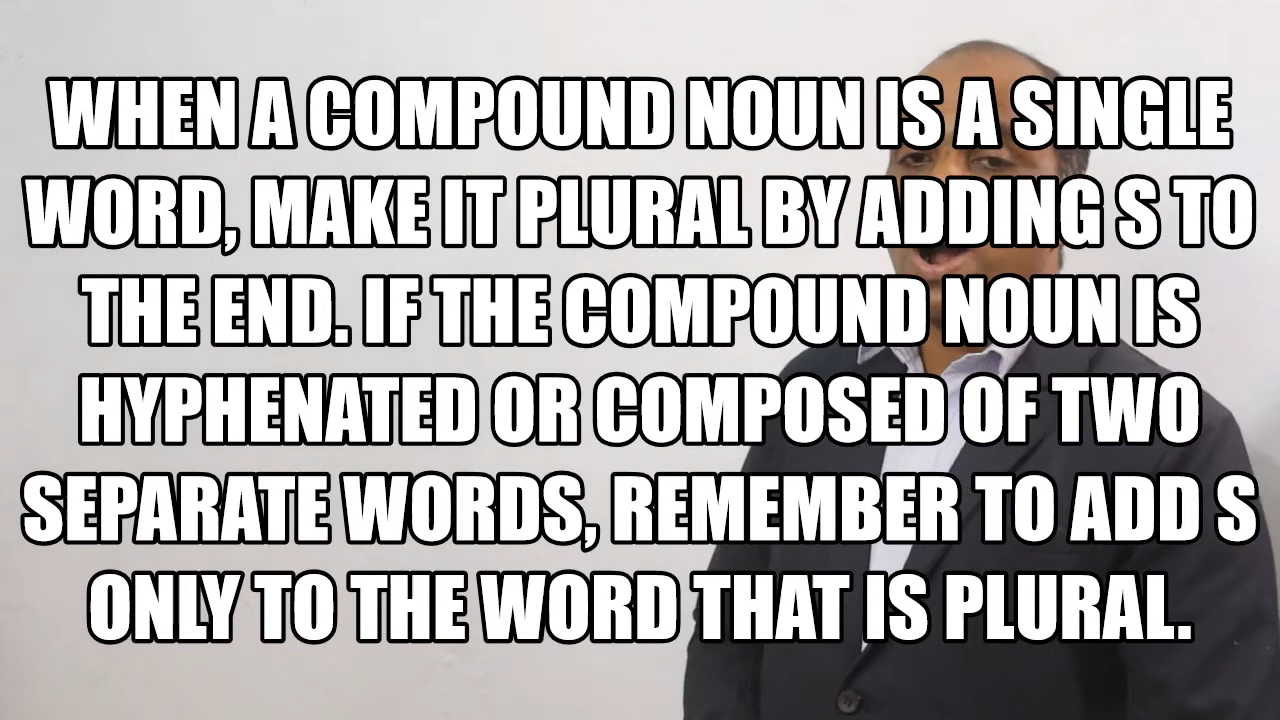 WHEN A COMPOUND NOUN IS A SINGLE
WORD, MAKE IT PLURAL BY ADDING S TO
THE END. IF THE COMPOUND NOUN IS
HYPHENATED OR COMPOSED OF TWO
SEPARATE WORDS, REMEMBER TO ADD S
ONLY TO THE WORD THAT IS PLURAL.